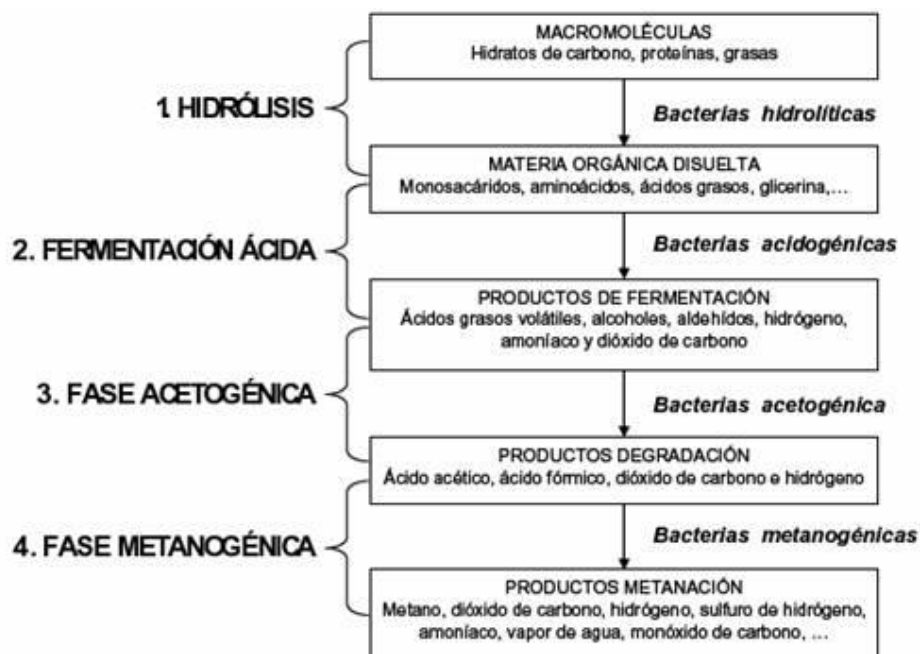 MACROMOLÉCULAS
Hidratos de carbono, proteínas, grasas
1. HIDRÓLISIS
Bacterias hidrolíticas
MATERIA ORGÁNICA DISUELTA
Monosacáridos, aminoácidos, ácidos grasos, glicerina,...
2. FERMENTACIÓN ÁCIDA
Bacterias acidogénicas
PRODUCTOS DE FERMENTACIÓN
Ácidos grasos volátiles, alcoholes, aldehídos, hidrógeno,
amoníaco y dióxido de carbono
3. FASE ACETOGÉNICA
Bacterias acetogénica
PRODUCTOS DEGRADACIÓN
Ácido acético, ácido fórmico, dióxido de carbono e hidrógeno
4. FASE METANOGÉNICA
Bacterias metanogénicas
PRODUCTOS METANACIÓN
Metano, dióxido de carbono, hidrógeno, sulfuro de hidrógeno,
amoníaco, vapor de agua, monóxido de carbono, ...